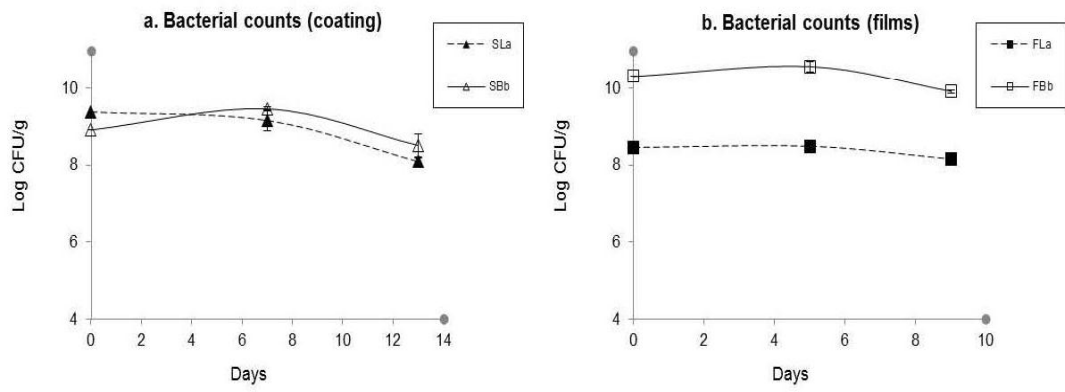 a. Bacterial counts (coating)
SLa
SBb
10
8
6
4
Log CFU/g
0 2 4 6 8 10 12 14
Days
b. Bacterial counts (films)
FLa
FBb
10
8
6
4
Log CFU/g
0 2 4 6 8 10
Days